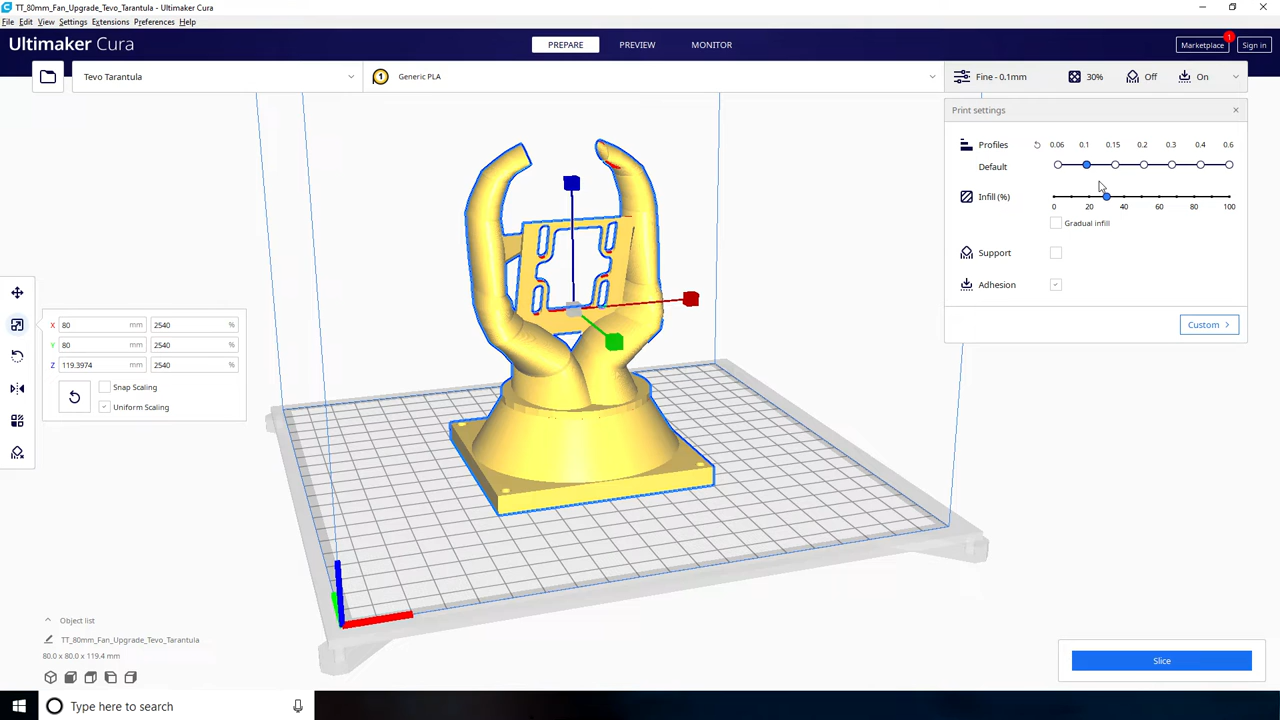 TT_80mm_Fan_Upgrade_Tevo_Tarantula - Ultimaker Cura
File Edit View Settings Extensions Preferences Help
Ultimaker Cura
PREPARE PREVIEW MONITOR
Marketplace 1 Sign in
Tevo Tarantula
1 Generic PLA
Fine - 0.1mm 30% Off On
Print settings
Profiles 0.06 0.1 0.15 0.2 0.3 0.4 0.6
Default
Infill (%)
0 20 40 60 80 100
Gradual infill
Support
Adhesion
Custom
X 80 mm 2540 %
Y 80 mm 2540 %
Z 119.3974 mm 2540 %
Snap Scaling
Uniform Scaling
Object list
TT_80mm_Fan_Upgrade_Tevo_Tarantula
80.0 x 80.0 x 119.4 mm
Slice
Type here to search